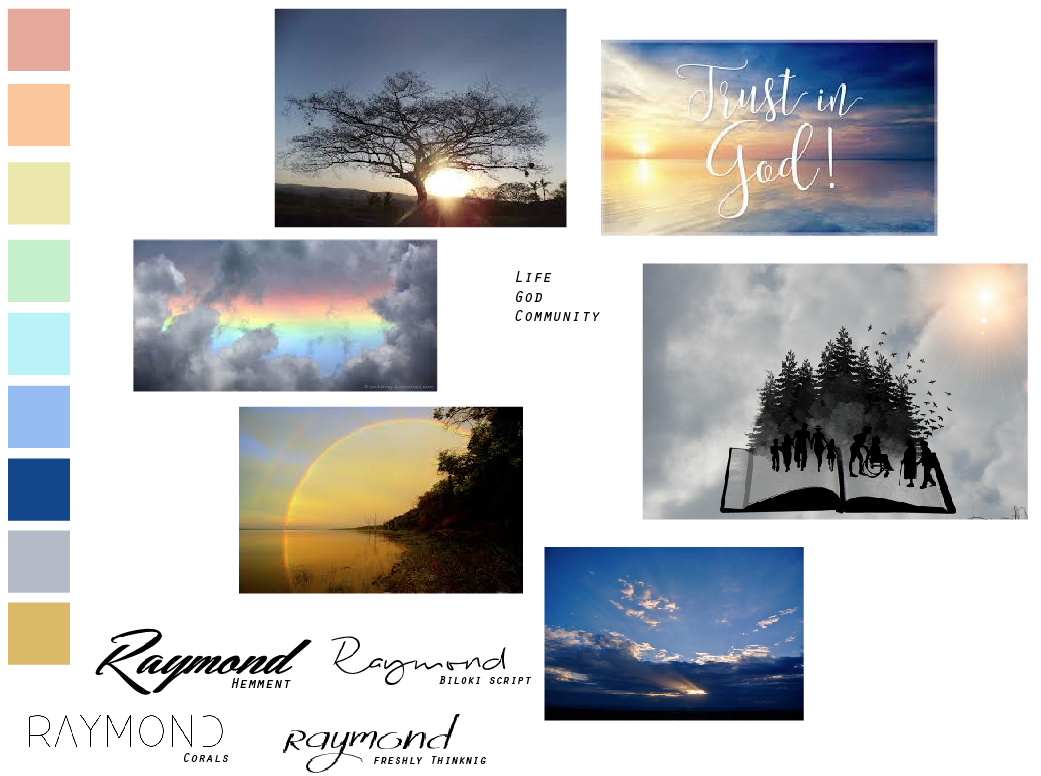 Trust in
God!
LIFE
GOD
COMMUNITY
Raymond
HEMMENT
Raymond
BILOKI SCRIPT
RAYMOND
CORALS
Raymond
FRESHLY THINKNIG